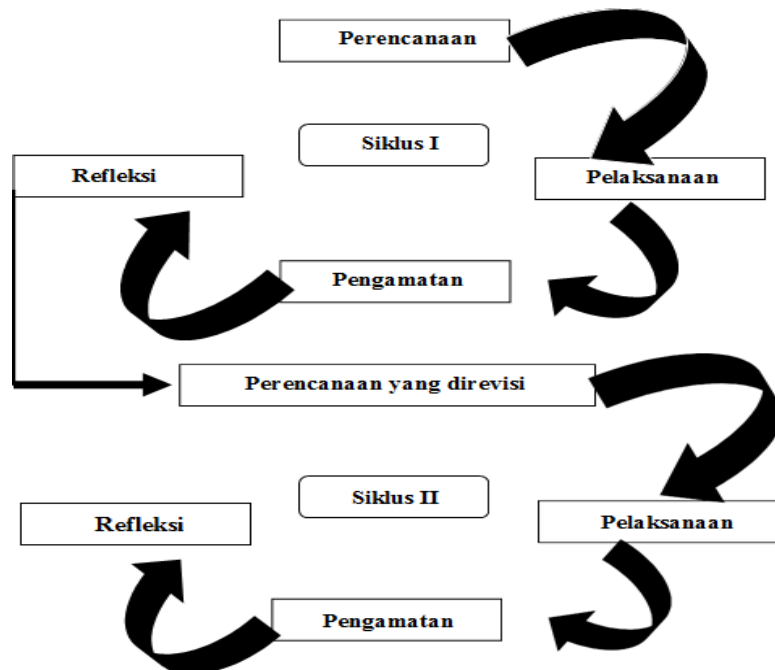 Perencanaan
Siklus I
Refleksi
Pelaksanaan
Pengamatan
Perencanaan yang direvisi
Siklus II
Refleksi
Pelaksanaan
Pengamatan